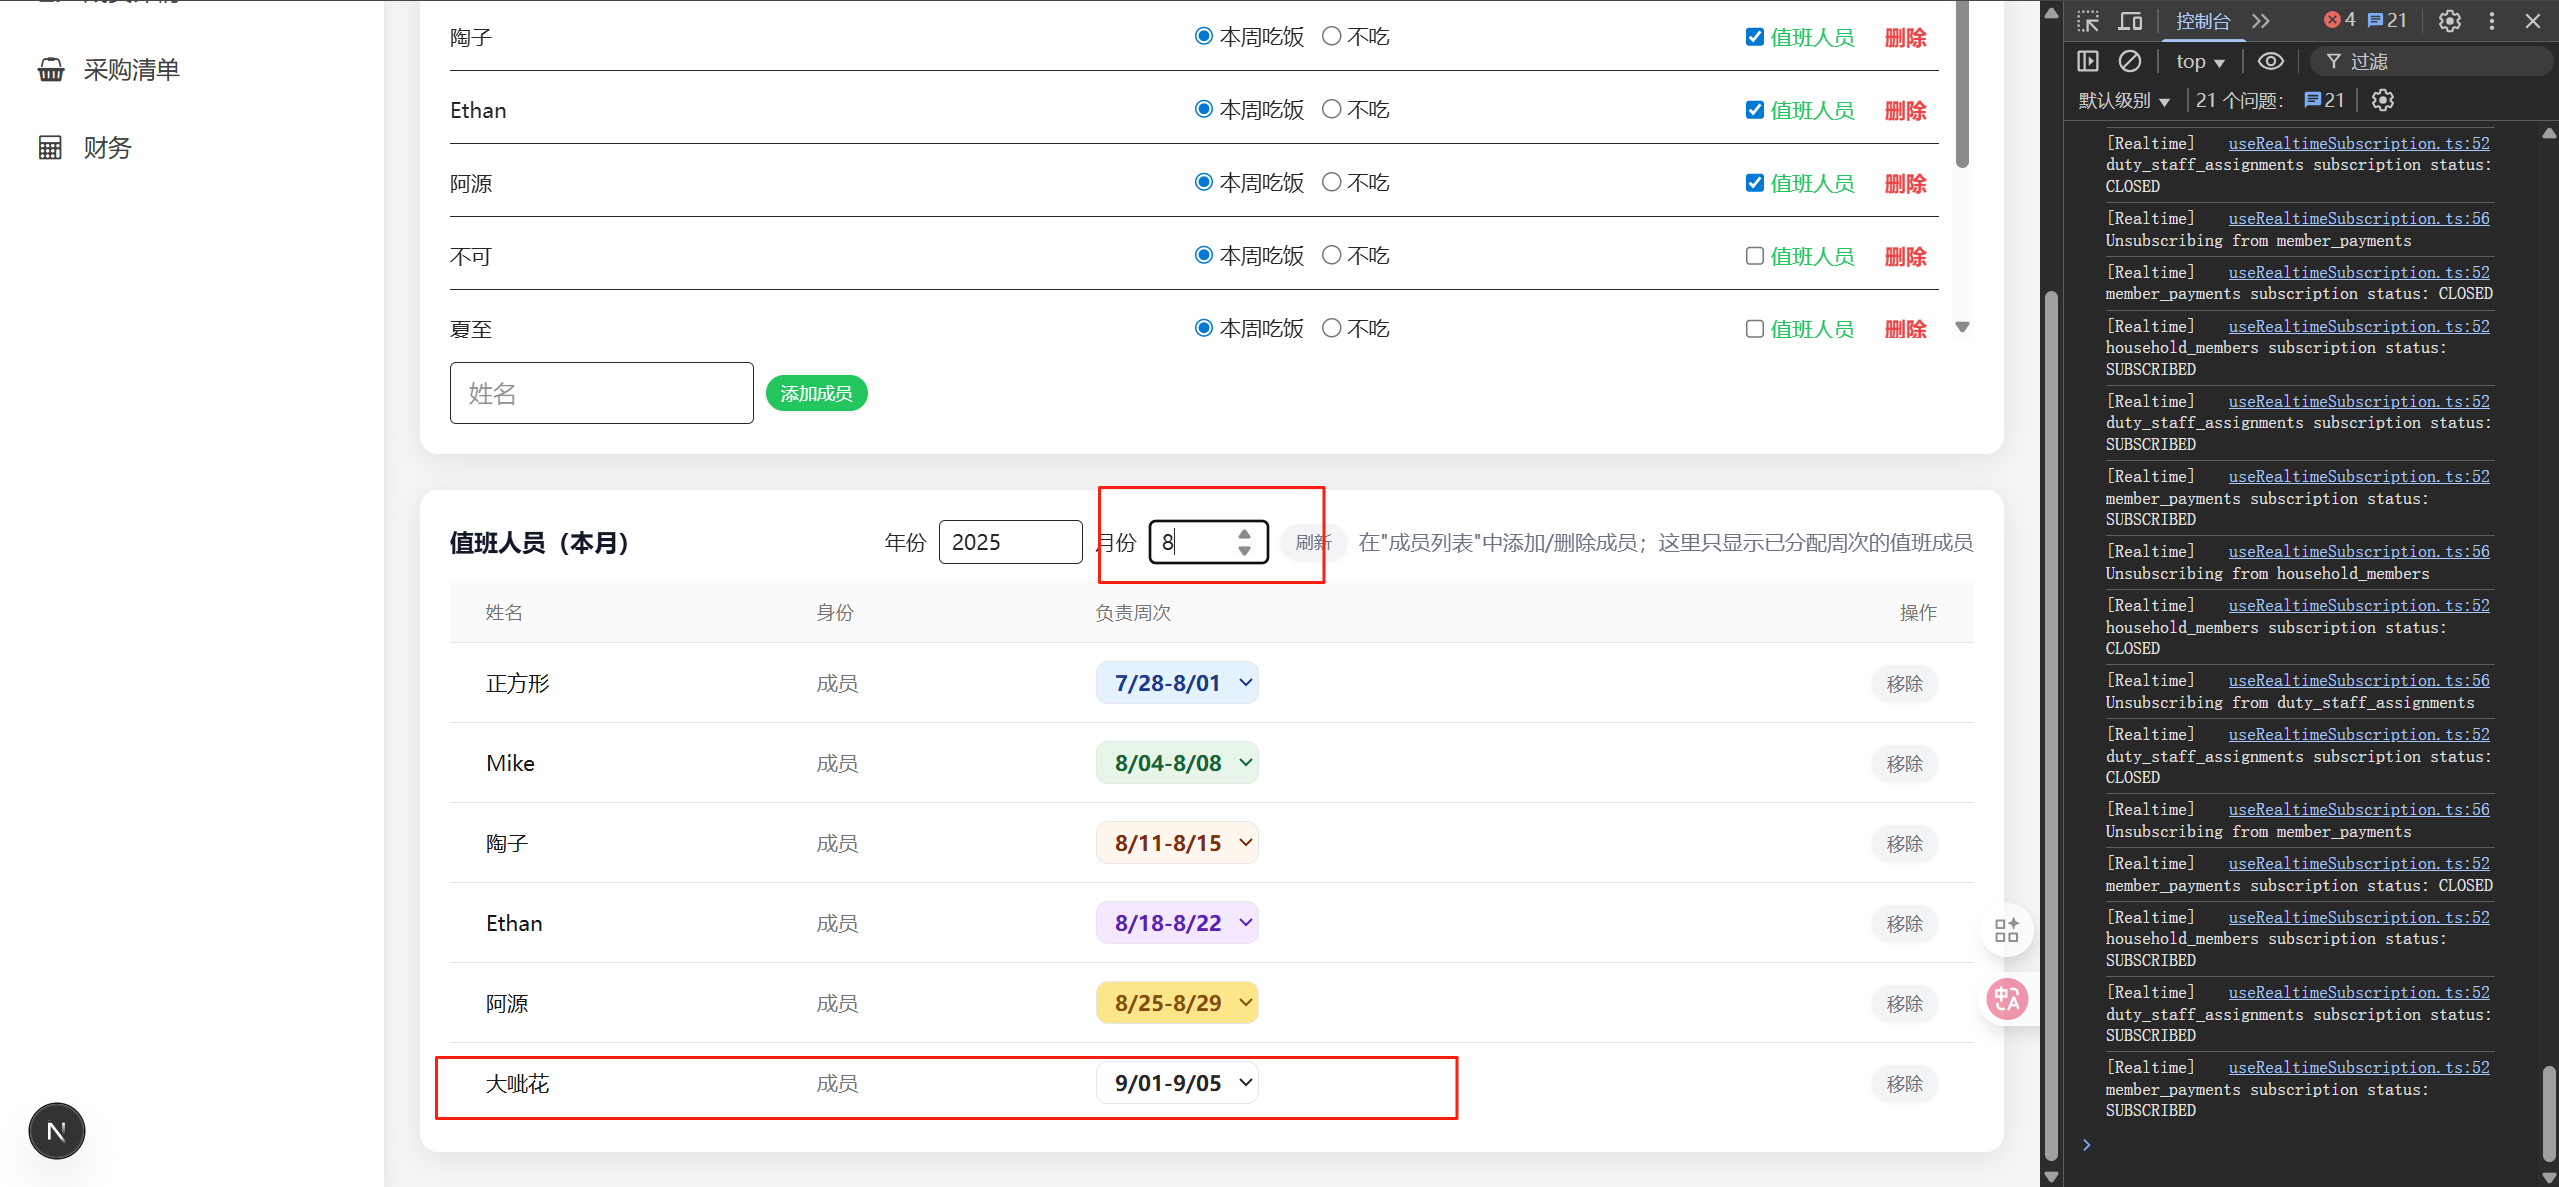 采购清单
财务
陶子 本周吃饭 不吃 值班人员 删除
Ethan 本周吃饭 不吃 值班人员 删除
阿源 本周吃饭 不吃 值班人员 删除
不可 本周吃饭 不吃 值班人员 删除
夏至 本周吃饭 不吃 值班人员 删除
姓名 添加成员
值班人员（本月） 年份 2025 月份 8 刷新 在"成员列表"中添加/删除成员；这里只显示已分配周次的值班成员
姓名 身份 负责周次 操作
正方形 成员 7/28-8/01 移除
Mike 成员 8/04-8/08 移除
陶子 成员 8/11-8/15 移除
Ethan 成员 8/18-8/22 移除
阿源 成员 8/25-8/29 移除
大呲花 成员 9/01-9/05 移除
N
中A
控制台 4 21
top 过滤
默认级别 21 个问题： 21
[Realtime] useRealtimeSubscription.ts:52
duty_staff_assignments subscription status:
CLOSED
[Realtime] useRealtimeSubscription.ts:56
Unsubscribing from member_payments
[Realtime] useRealtimeSubscription.ts:52
member_payments subscription status: CLOSED
[Realtime] useRealtimeSubscription.ts:52
household_members subscription status:
SUBSCRIBED
[Realtime] useRealtimeSubscription.ts:52
duty_staff_assignments subscription status:
SUBSCRIBED
[Realtime] useRealtimeSubscription.ts:52
member_payments subscription status:
SUBSCRIBED
[Realtime] useRealtimeSubscription.ts:56
Unsubscribing from household_members
[Realtime] useRealtimeSubscription.ts:52
household_members subscription status:
CLOSED
[Realtime] useRealtimeSubscription.ts:56
Unsubscribing from duty_staff_assignments
[Realtime] useRealtimeSubscription.ts:52
duty_staff_assignments subscription status:
CLOSED
[Realtime] useRealtimeSubscription.ts:56
Unsubscribing from member_payments
[Realtime] useRealtimeSubscription.ts:52
member_payments subscription status: CLOSED
[Realtime] useRealtimeSubscription.ts:52
household_members subscription status:
SUBSCRIBED
[Realtime] useRealtimeSubscription.ts:52
duty_staff_assignments subscription status:
SUBSCRIBED
[Realtime] useRealtimeSubscription.ts:52
member_payments subscription status:
SUBSCRIBED